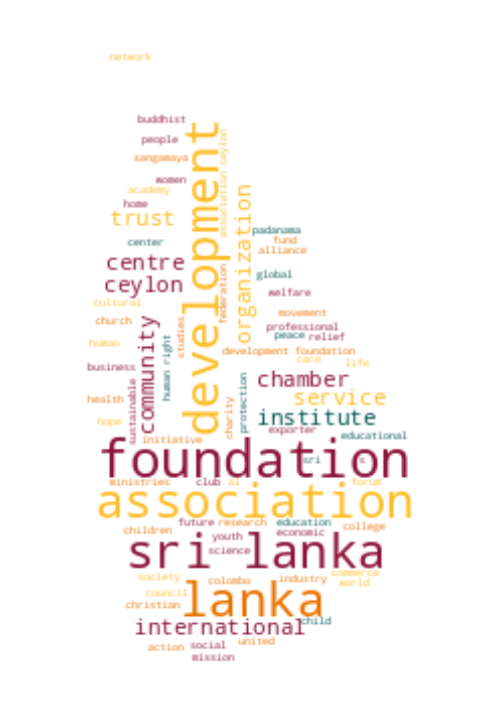 network
buddhist
people
sangamaya
women
academy
home
trust
center
centre
ceylon
cultural
church
human
business
health
hope
sustainable
community
human right
studies
initiative
development
association ceylon
federation
organization
padanama
fund
alliance
global
welfare
movement
professional
peace relief
development foundation
care life
charity
protection
chamber
service
institute
exporter educational
foundation
sri
ministries club al forum
association
children future research education college
youth economic
science
sri lanka
society colombo industry commerce
world
council
christian
lanka
international child
action social united
mission